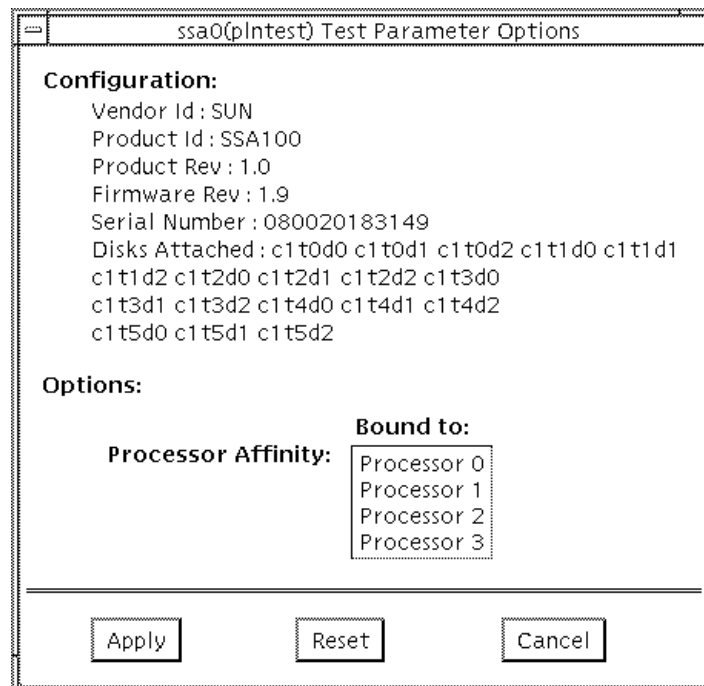 ssa0(plntest) Test Parameter Options
Configuration:
Vendor Id : SUN
Product Id : SSA100
Product Rev : 1.0
Firmware Rev : 1.9
Serial Number : 080020183149
Disks Attached : c1t0d0 c1t0d1 c1t0d2 c1t1d0 c1t1d1
c1t1d2 c1t2d0 c1t2d1 c1t2d2 c1t3d0
c1t3d1 c1t3d2 c1t4d0 c1t4d1 c1t4d2
c1t5d0 c1t5d1 c1t5d2
Options:
Bound to:
Processor Affinity:
Processor 0
Processor 1
Processor 2
Processor 3
Apply Reset Cancel